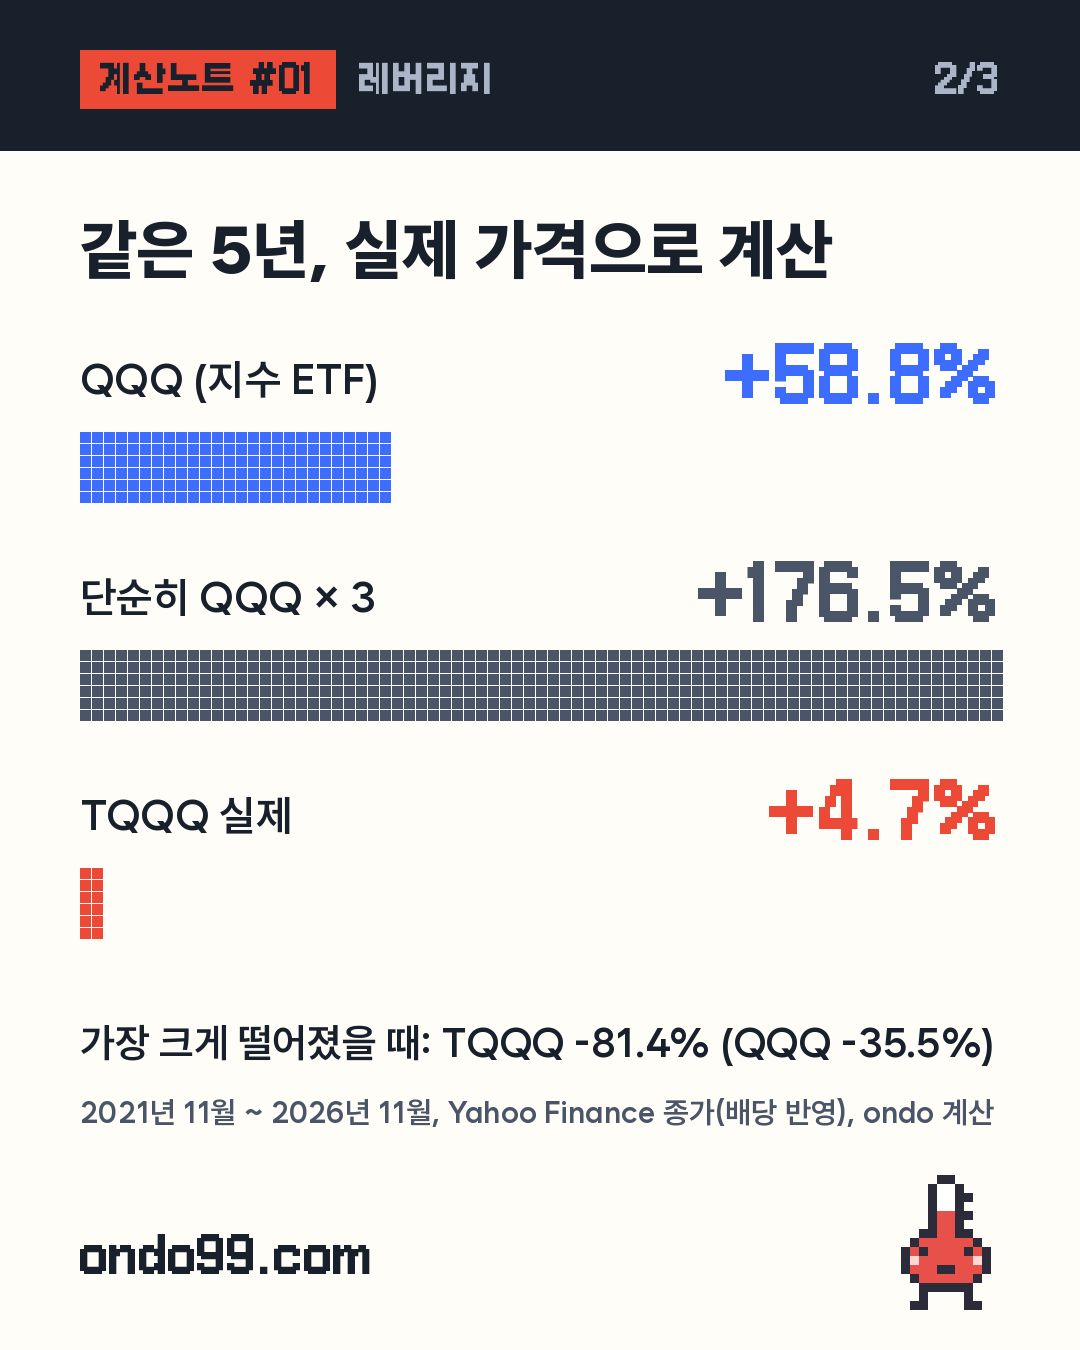 계산노트 #01 레버리지 2/3
같은 5년, 실제 가격으로 계산
QQQ (지수 ETF) +58.8%
단순히 QQQ × 3 +176.5%
TQQQ 실제 +4.7%
가장 크게 떨어졌을 때: TQQQ -81.4% (QQQ -35.5%)
2021년 11월 ~ 2026년 11월, Yahoo Finance 종가(배당 반영), ondo 계산
ondo99.com